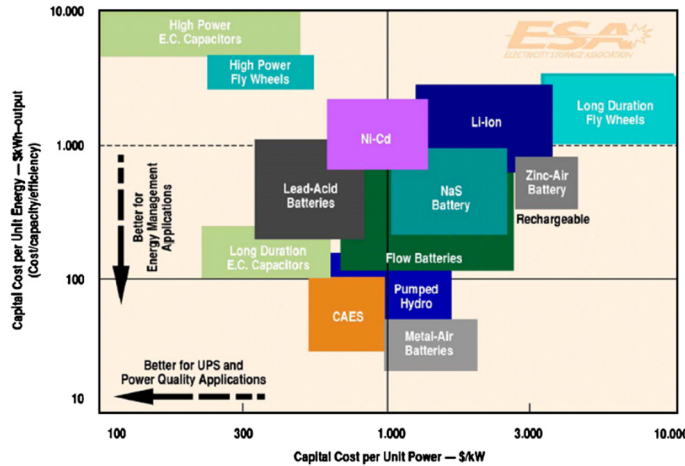 10.000
High Power
E.C. Capacitors
High Power
Fly Wheels
ESA
ELECTRICITY STORAGE ASSOCIATION
Long Duration
Fly Wheels
Li-Ion
Ni-Cd
1.000
Lead-Acid
Batteries
NaS
Battery
Zinc-Air
Battery
Rechargeable
Better for
Energy Management
Applications
Long Duration
E.C. Capacitors
Flow Batteries
100
Pumped
Hydro
CAES
Metal-Air
Batteries
Better for UPS and
Power Quality Applications
10
Capital Cost per Unit Energy — $/kWh–output
(Cost/capacity/efficiency)
100
300
1.000
3.000
10.000
Capital Cost per Unit Power — $/kW